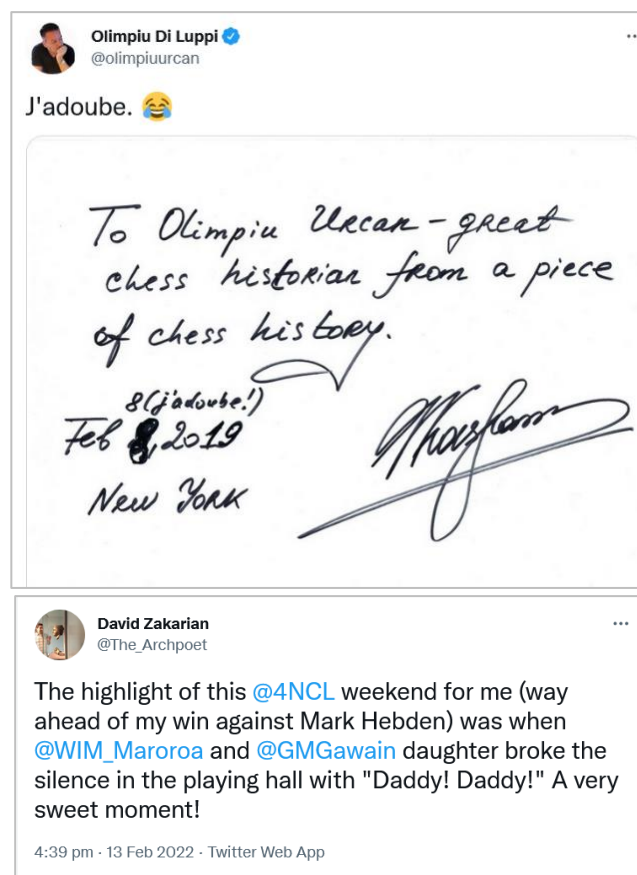 Olimpiu Di Luppi
@olimpiuurcan
J'adoube. 😂
To Olimpiu Urcan - great
chess historian from a piece
of chess history.
8 (j'adoube!)
Feb 8, 2019
New York
David Zakarian
@The_Archpoet
The highlight of this @4NCL weekend for me (way
ahead of my win against Mark Hebden) was when
@WIM_Maroroa and @GMGawain daughter broke the
silence in the playing hall with "Daddy! Daddy!" A very
sweet moment!
4:39 pm · 13 Feb 2022 · Twitter Web App